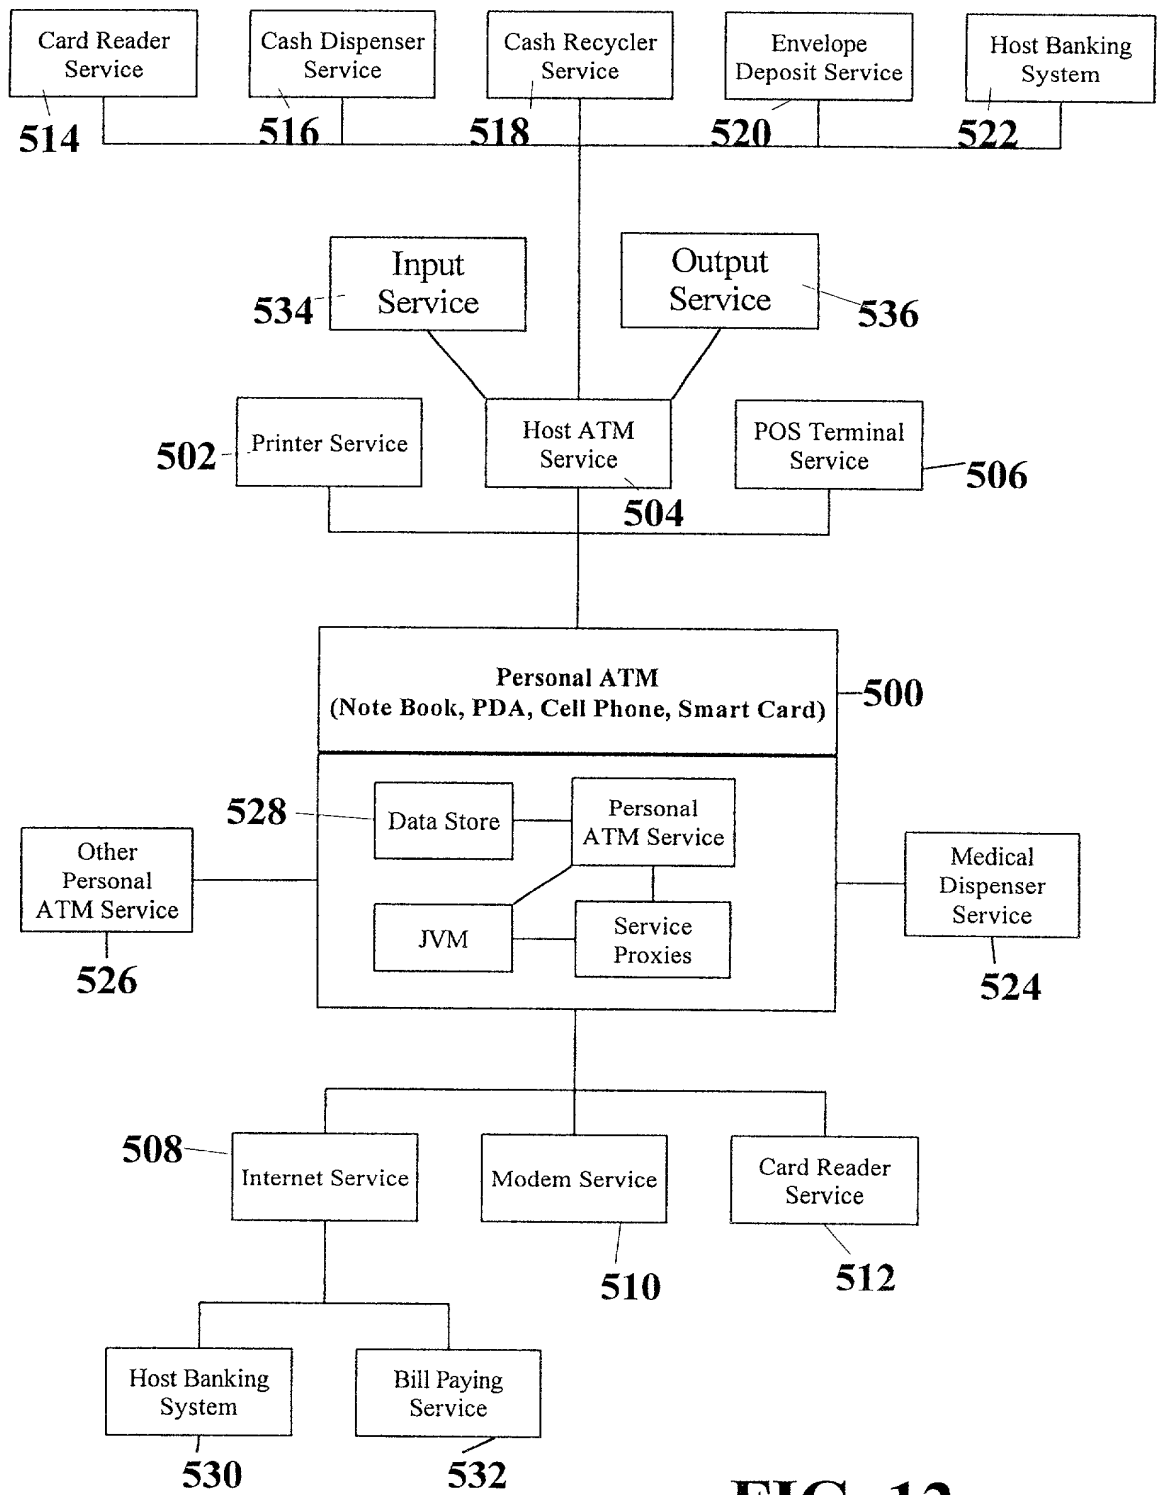 Card Reader
Service
Cash Dispenser
Service
Cash Recycler
Service
Envelope
Deposit Service
Host Banking
System
514
516
518
520
522
Input
Service
Output
Service
534
536
Printer Service
Host ATM
Service
POS Terminal
Service
502
504
506
Personal ATM
(Note Book, PDA, Cell Phone, Smart Card)
500
528
Data Store
Personal
ATM Service
JVM
Service
Proxies
Other
Personal
ATM Service
526
Medical
Dispenser
Service
524
508
Internet Service
Modem Service
Card Reader
Service
510
512
Host Banking
System
Bill Paying
Service
530
532